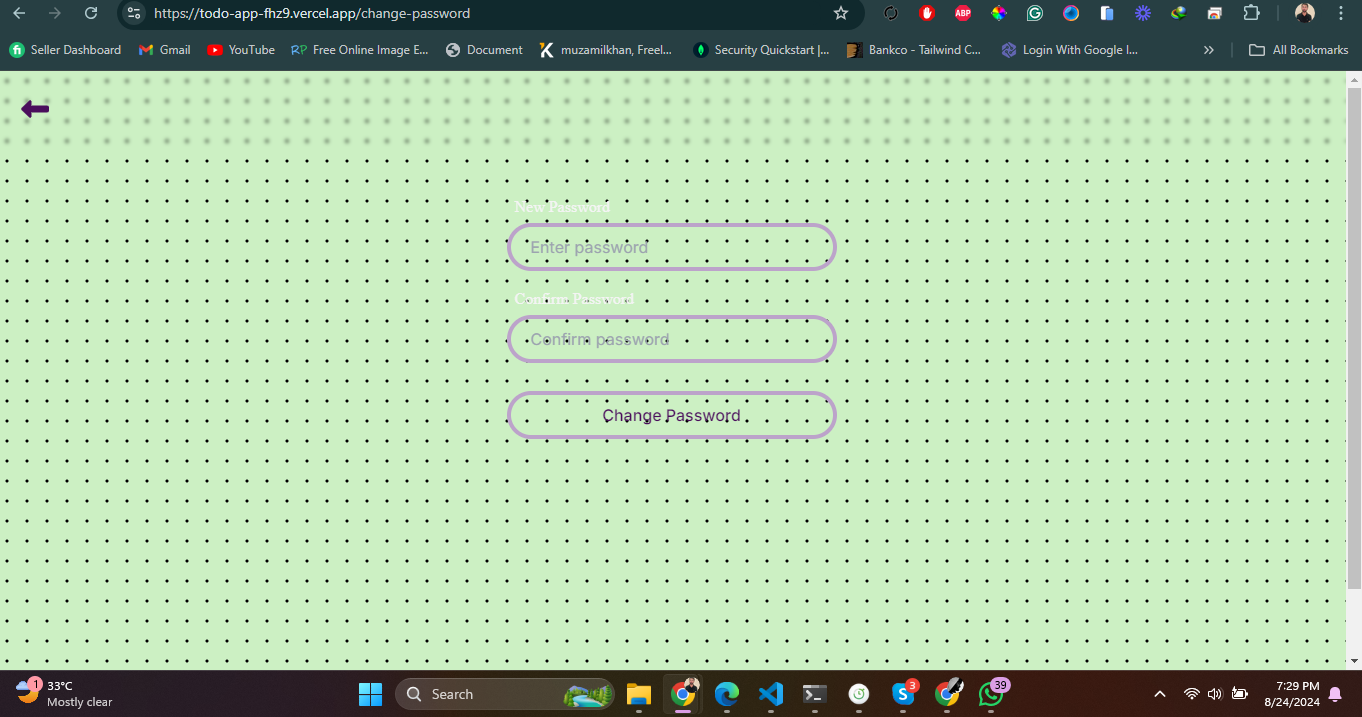 https://todo-app-fhz9.vercel.app/change-password
ABP
Seller Dashboard
Gmail
YouTube
RP Free Online Image E...
Document
muzamilkhan, Freel...
Security Quickstart |...
Bankco - Tailwind C...
Login With Google I...
All Bookmarks
New Password
Enter password
Confirm Password
Confirm password
Change Password
1
33°C
Mostly clear
Search
3
39
7:29 PM
8/24/2024